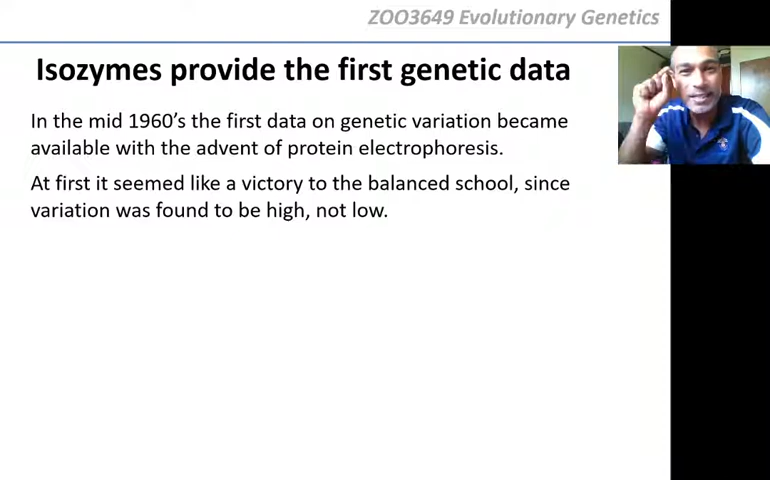 ZOO3649 Evolutionary Genetics
Isozymes provide the first genetic data
In the mid 1960’s the first data on genetic variation became
available with the advent of protein electrophoresis.
At first it seemed like a victory to the balanced school, since
variation was found to be high, not low.